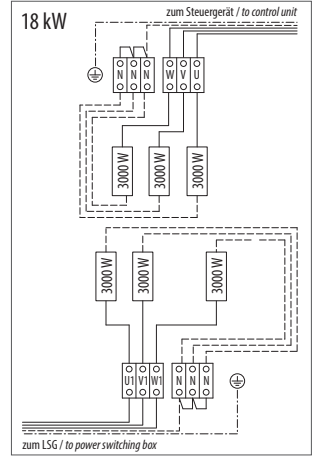 18 kW
zum Steuergerät / to control unit
N N N W V U
3000 W 3000 W 3000 W
3000 W 3000 W 3000 W
U1 V1 W1 N N N
zum LSG / to power switching box